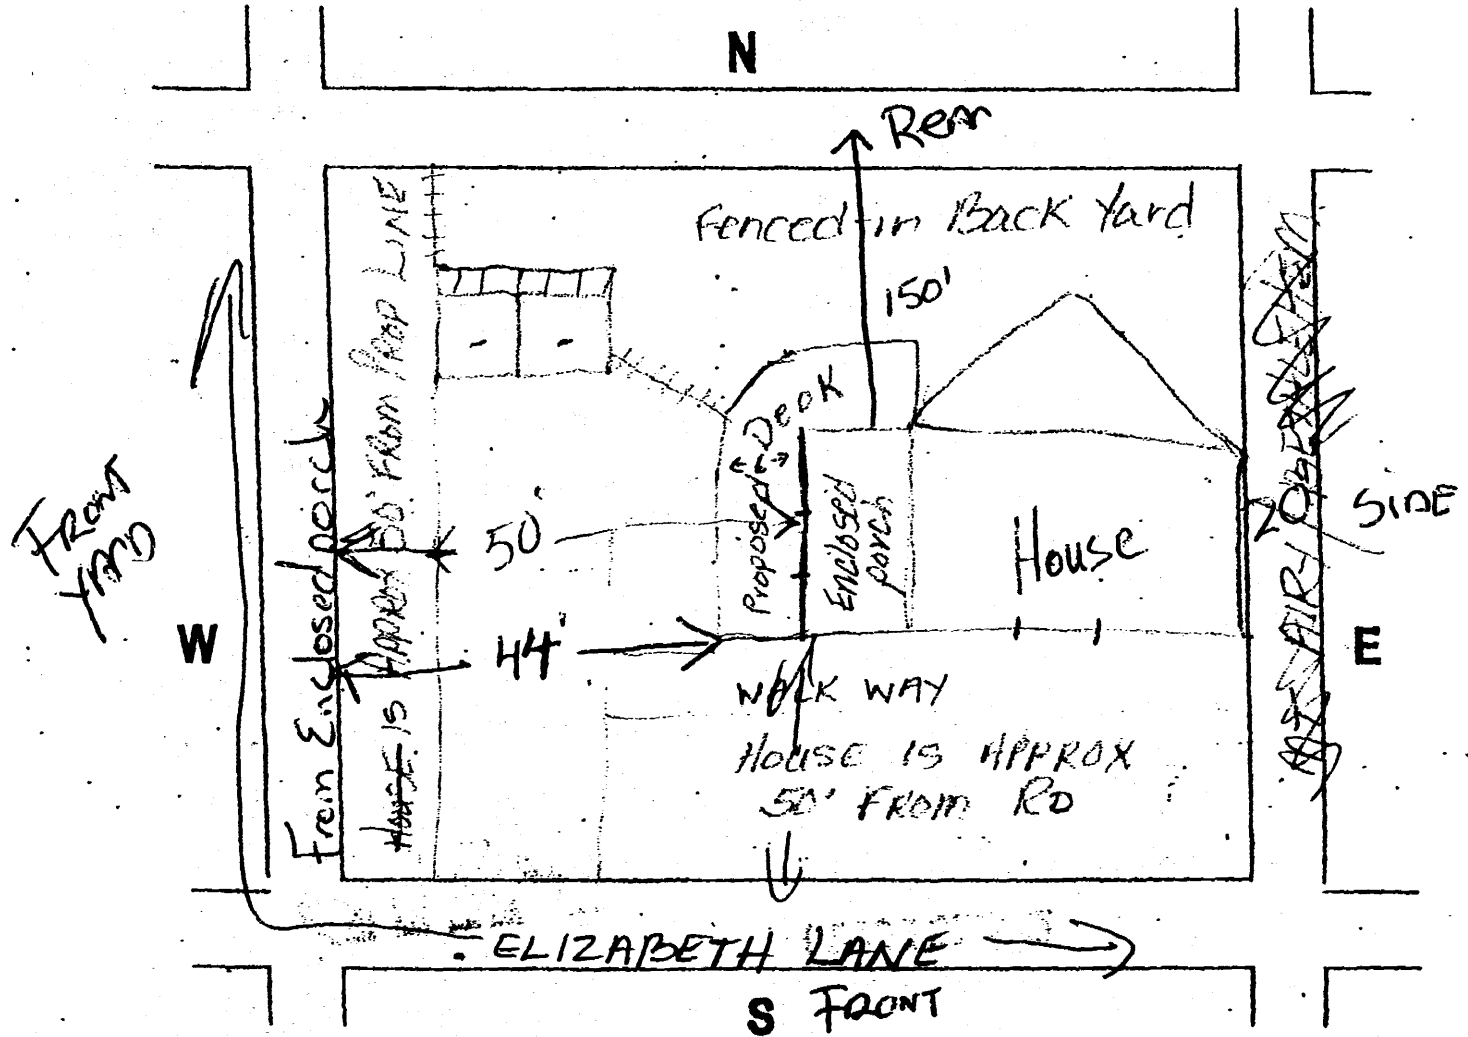 N
Rear
Fenced-in Back Yard
150'
Deck
Proposed
Enclosed
porch
House
50'
44'
WALK WAY
HOUSE IS APPROX
50' FROM RD
HOUSE IS APPROX 50' FROM PROP LINE
From Enclosed porch
FRONT
YARD
W
E
SIDE
20'
MT AIRY
ELIZABETH LANE
S
FRONT